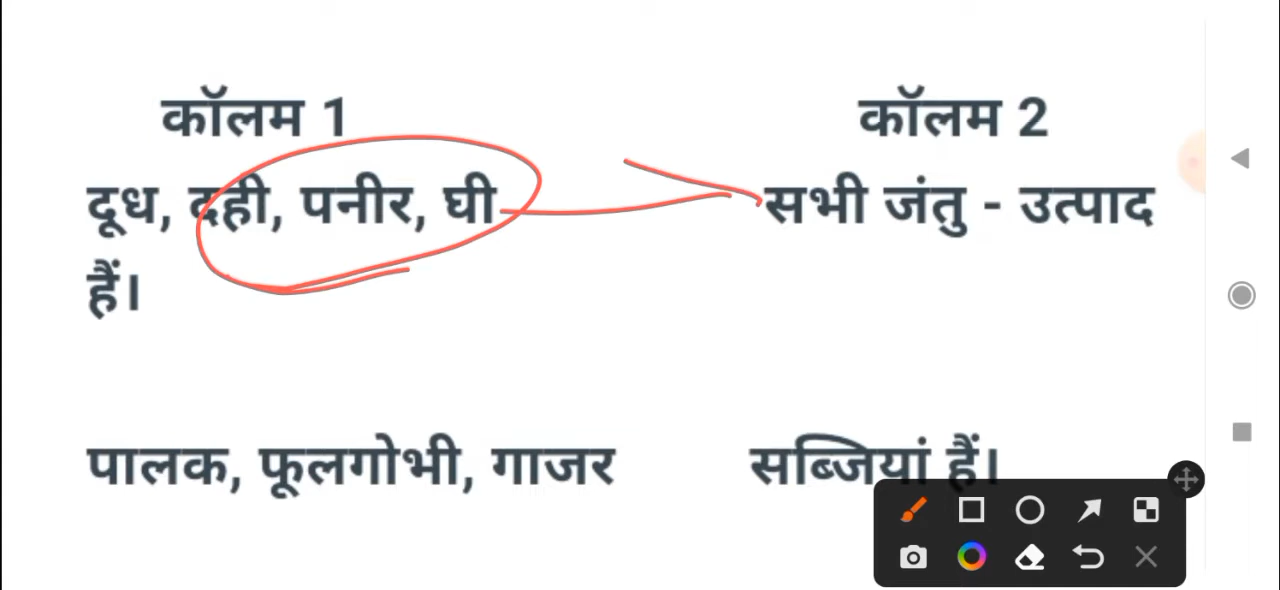 कॉलम 1 कॉलम 2
दूध, दही, पनीर, घी सभी जंतु - उत्पाद
हैं।
पालक, फूलगोभी, गाजर सब्जियां हैं।